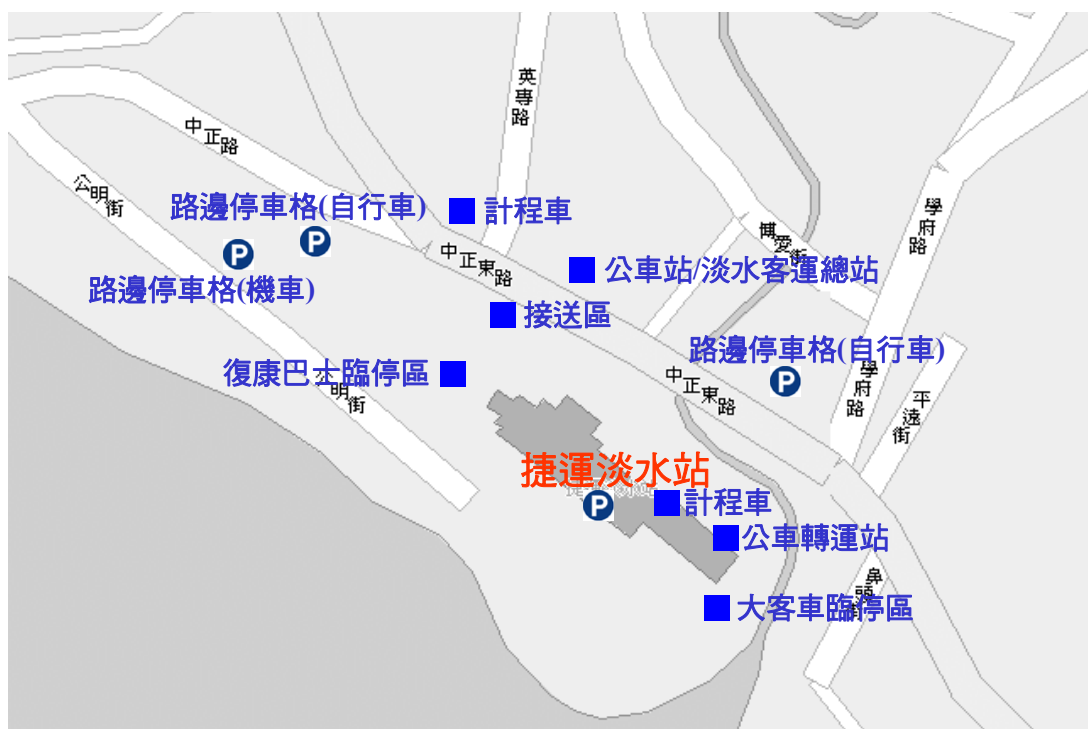 英專路
中正路
公明街
路邊停車格(自行車)
P
P
路邊停車格(機車)
計程車
中正東路
公車站/淡水客運總站
博愛街
學府路
接送區
復康巴士臨停區
公明街
路邊停車格(自行車)
P
中正東路
學府路
平遠街
捷運淡水站
P
計程車
公車轉運站
鼻頭街
大客車臨停區